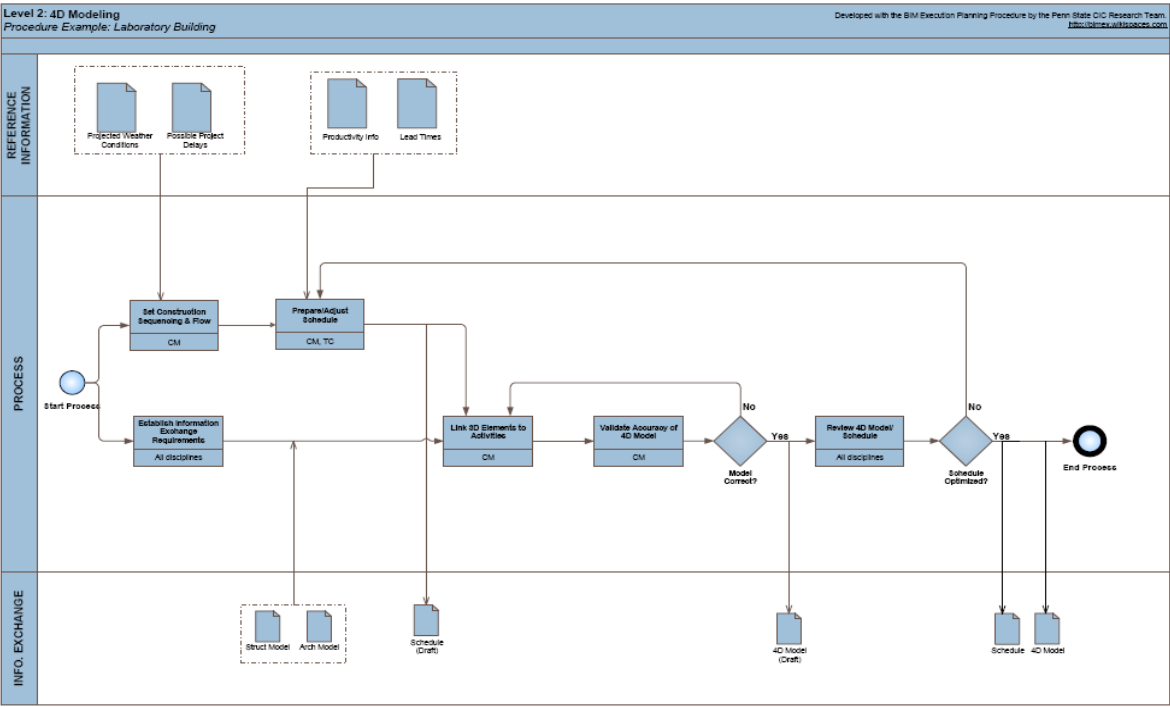 Level 2: 4D Modeling
Procedure Example: Laboratory Building
Developed with the BIM Execution Planning Procedure by the Penn State CIC Research Team.
http://bimex.wikispaces.com
REFERENCE
INFORMATION
Projected Weather
Conditions
Possible Project
Delays
Productivity Info
Lead Times
PROCESS
Start Process
Set Construction
Sequencing & Flow
CM
Prepare/Adjust
Schedule
CM, TC
Establish Information
Exchange
Requirements
All disciplines
Link 3D Elements to
Activities
CM
Validate Accuracy of
4D Model
CM
No
Yes
Model
Correct?
Review 4D Model/
Schedule
All disciplines
No
Yes
Schedule
Optimized?
End Process
INFO. EXCHANGE
Struct Model
Arch Model
Schedule
(Draft)
4D Model
(Draft)
Schedule
4D Model